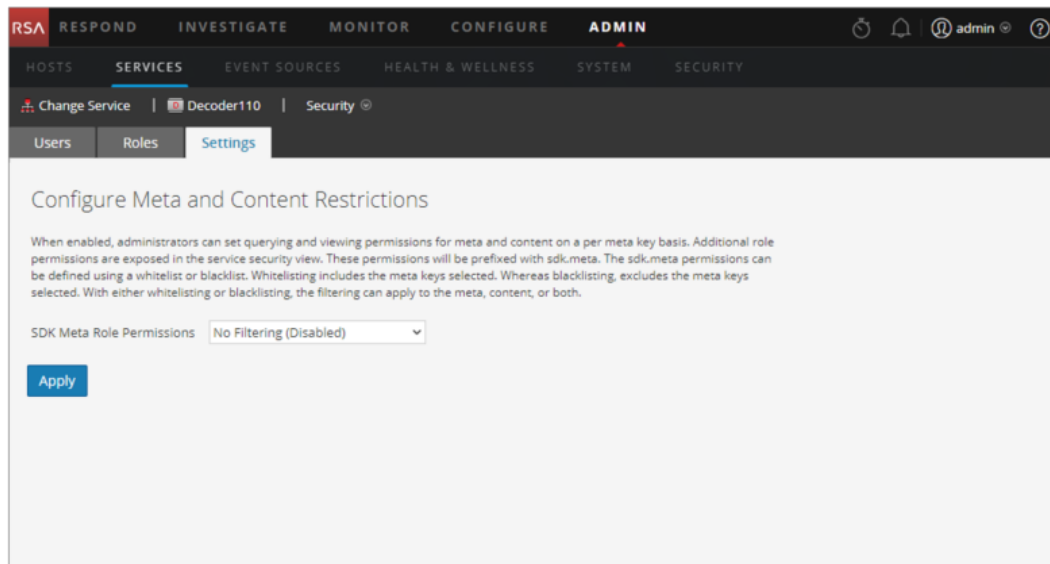 RSA RESPOND INVESTIGATE MONITOR CONFIGURE ADMIN admin
HOSTS SERVICES EVENT SOURCES HEALTH & WELLNESS SYSTEM SECURITY
Change Service | Decoder110 | Security
Users Roles Settings
Configure Meta and Content Restrictions
When enabled, administrators can set querying and viewing permissions for meta and content on a per meta key basis. Additional role
permissions are exposed in the service security view. These permissions will be prefixed with sdk.meta. The sdk.meta permissions can
be defined using a whitelist or blacklist. Whitelisting includes the meta keys selected. Whereas blacklisting, excludes the meta keys
selected. With either whitelisting or blacklisting, the filtering can apply to the meta, content, or both.
SDK Meta Role Permissions No Filtering (Disabled)
Apply